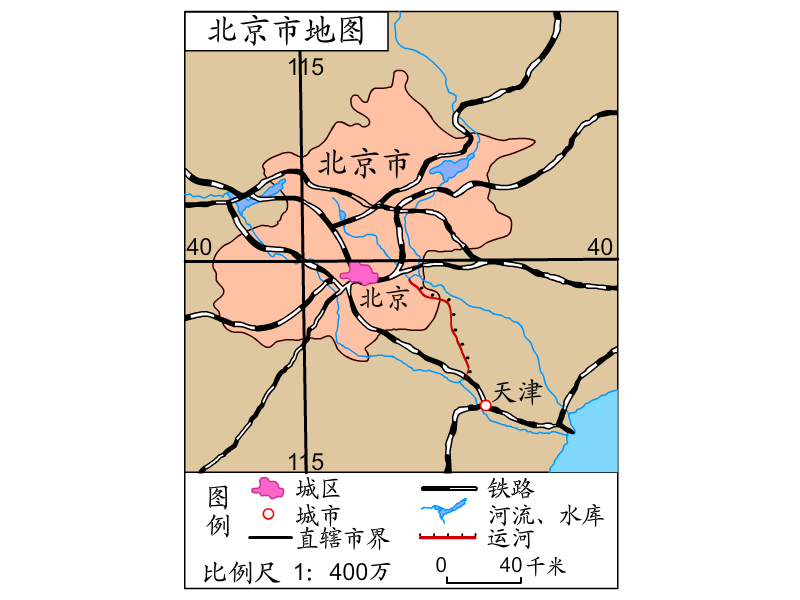 北京市地图
115
北京市
40 40
北京
天津
115
图例 城区 铁路
城市 河流、水库
直辖市界 运河
比例尺 1：400万 0 40千米